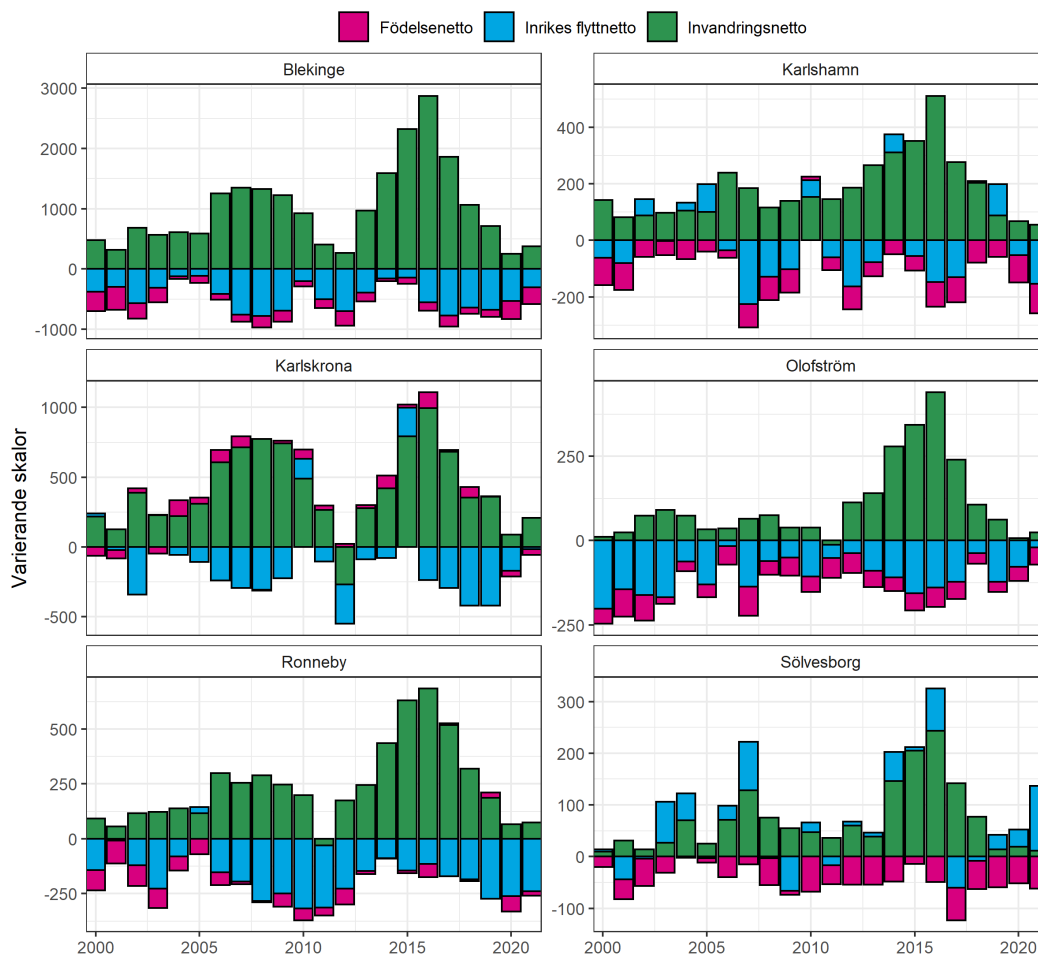 Födelsenetto Inrikes flyttnetto Invandringsnetto
Varierande skalor
Blekinge
3000
2000
1000
0
-1000
Karlshamn
400
200
0
-200
Karlskrona
1000
500
0
-500
Olofström
250
0
-250
Ronneby
500
250
0
-250
2000 2005 2010 2015 2020
Sölvesborg
300
200
100
0
-100
2000 2005 2010 2015 2020